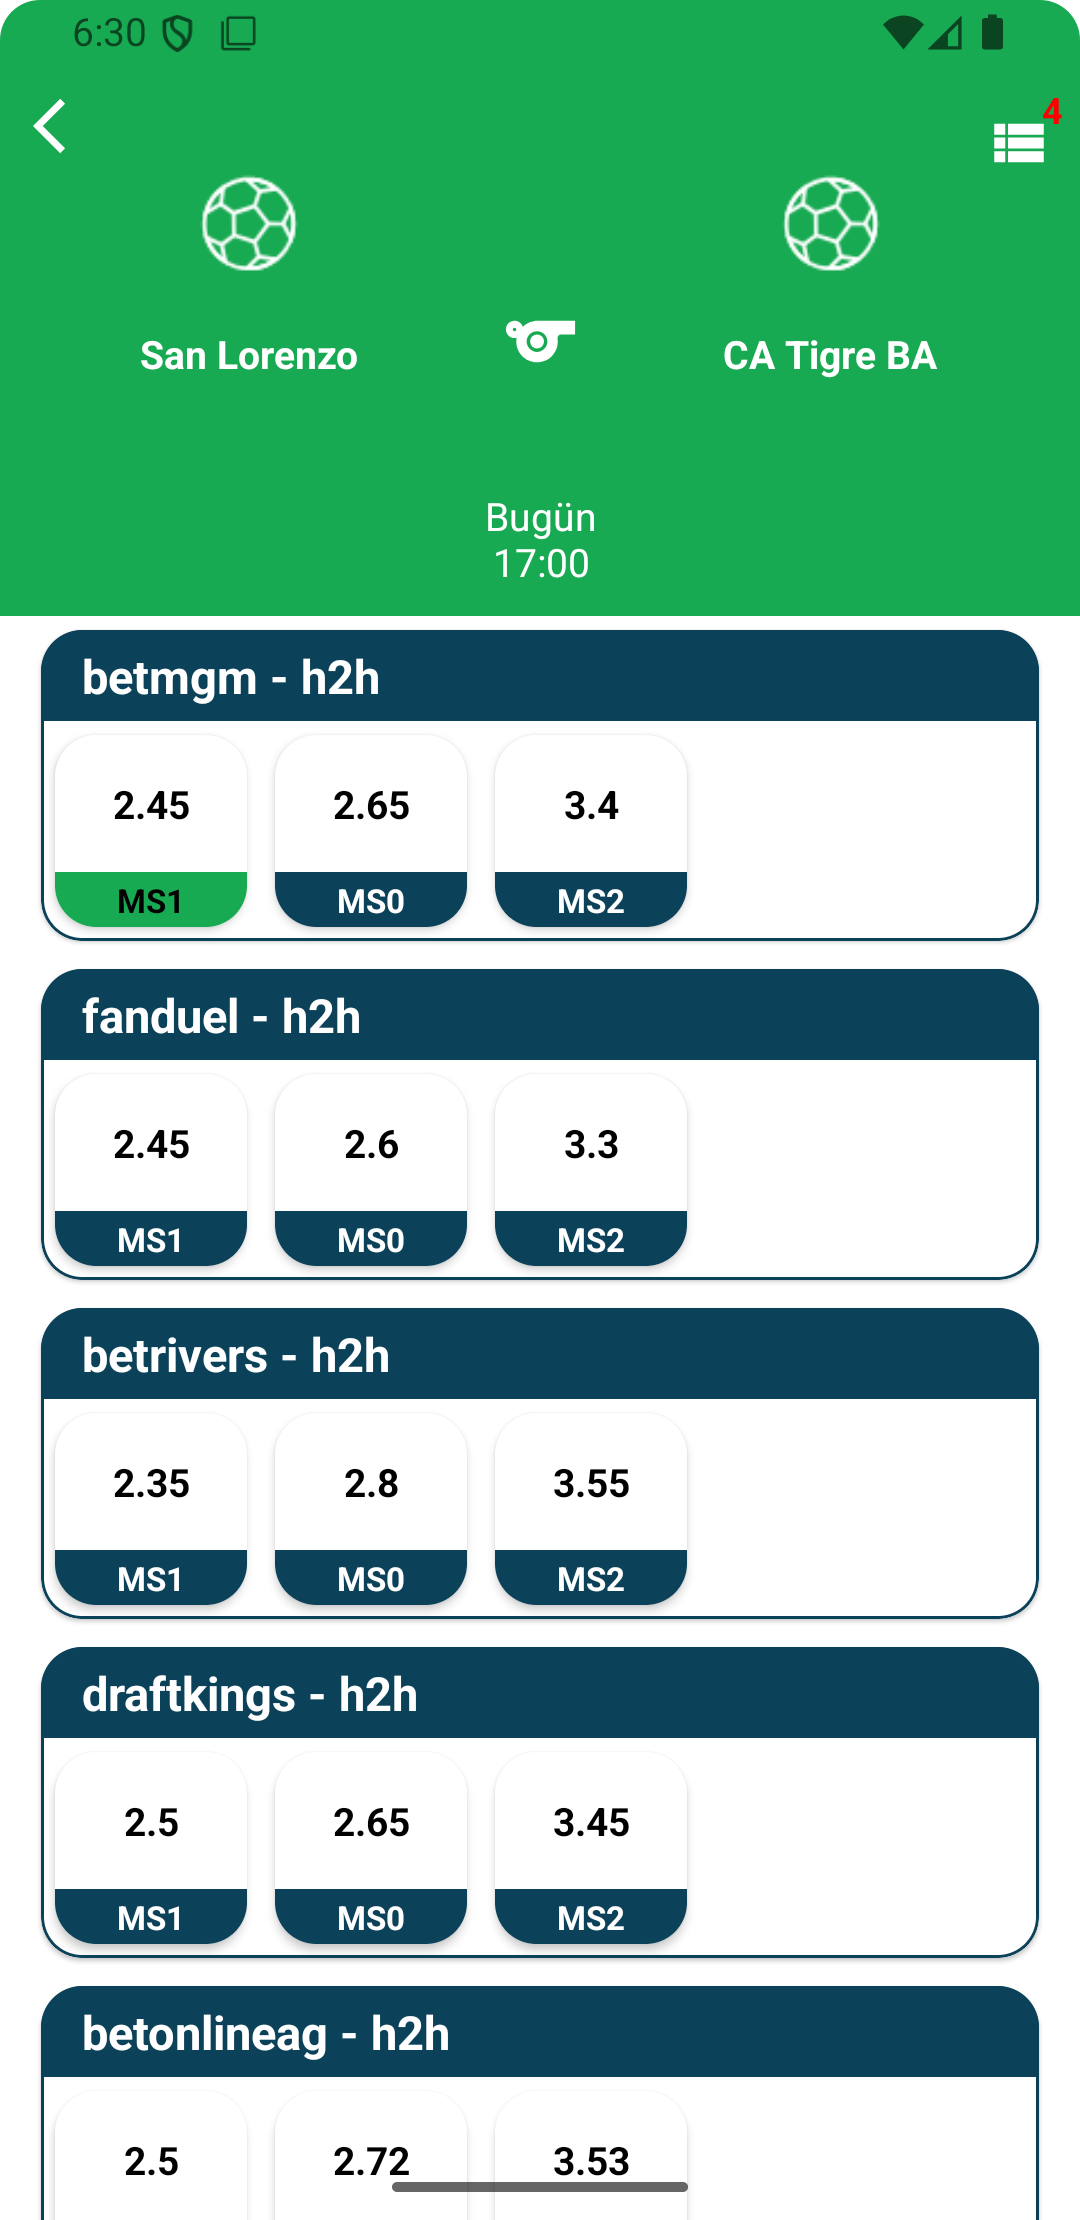 6:30
4
San Lorenzo
CA Tigre BA
Bugün
17:00
betmgm - h2h
2.45 2.65 3.4
MS1 MS0 MS2
fanduel - h2h
2.45 2.6 3.3
MS1 MS0 MS2
betrivers - h2h
2.35 2.8 3.55
MS1 MS0 MS2
draftkings - h2h
2.5 2.65 3.45
MS1 MS0 MS2
betonlineag - h2h
2.5 2.72 3.53